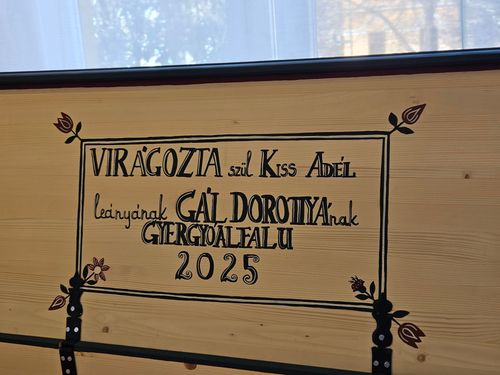 VIRÁGOZTA szül Kiss Adél
leányának GÁL DOROTTYÁnak
GYERGYÓALFALU
2025